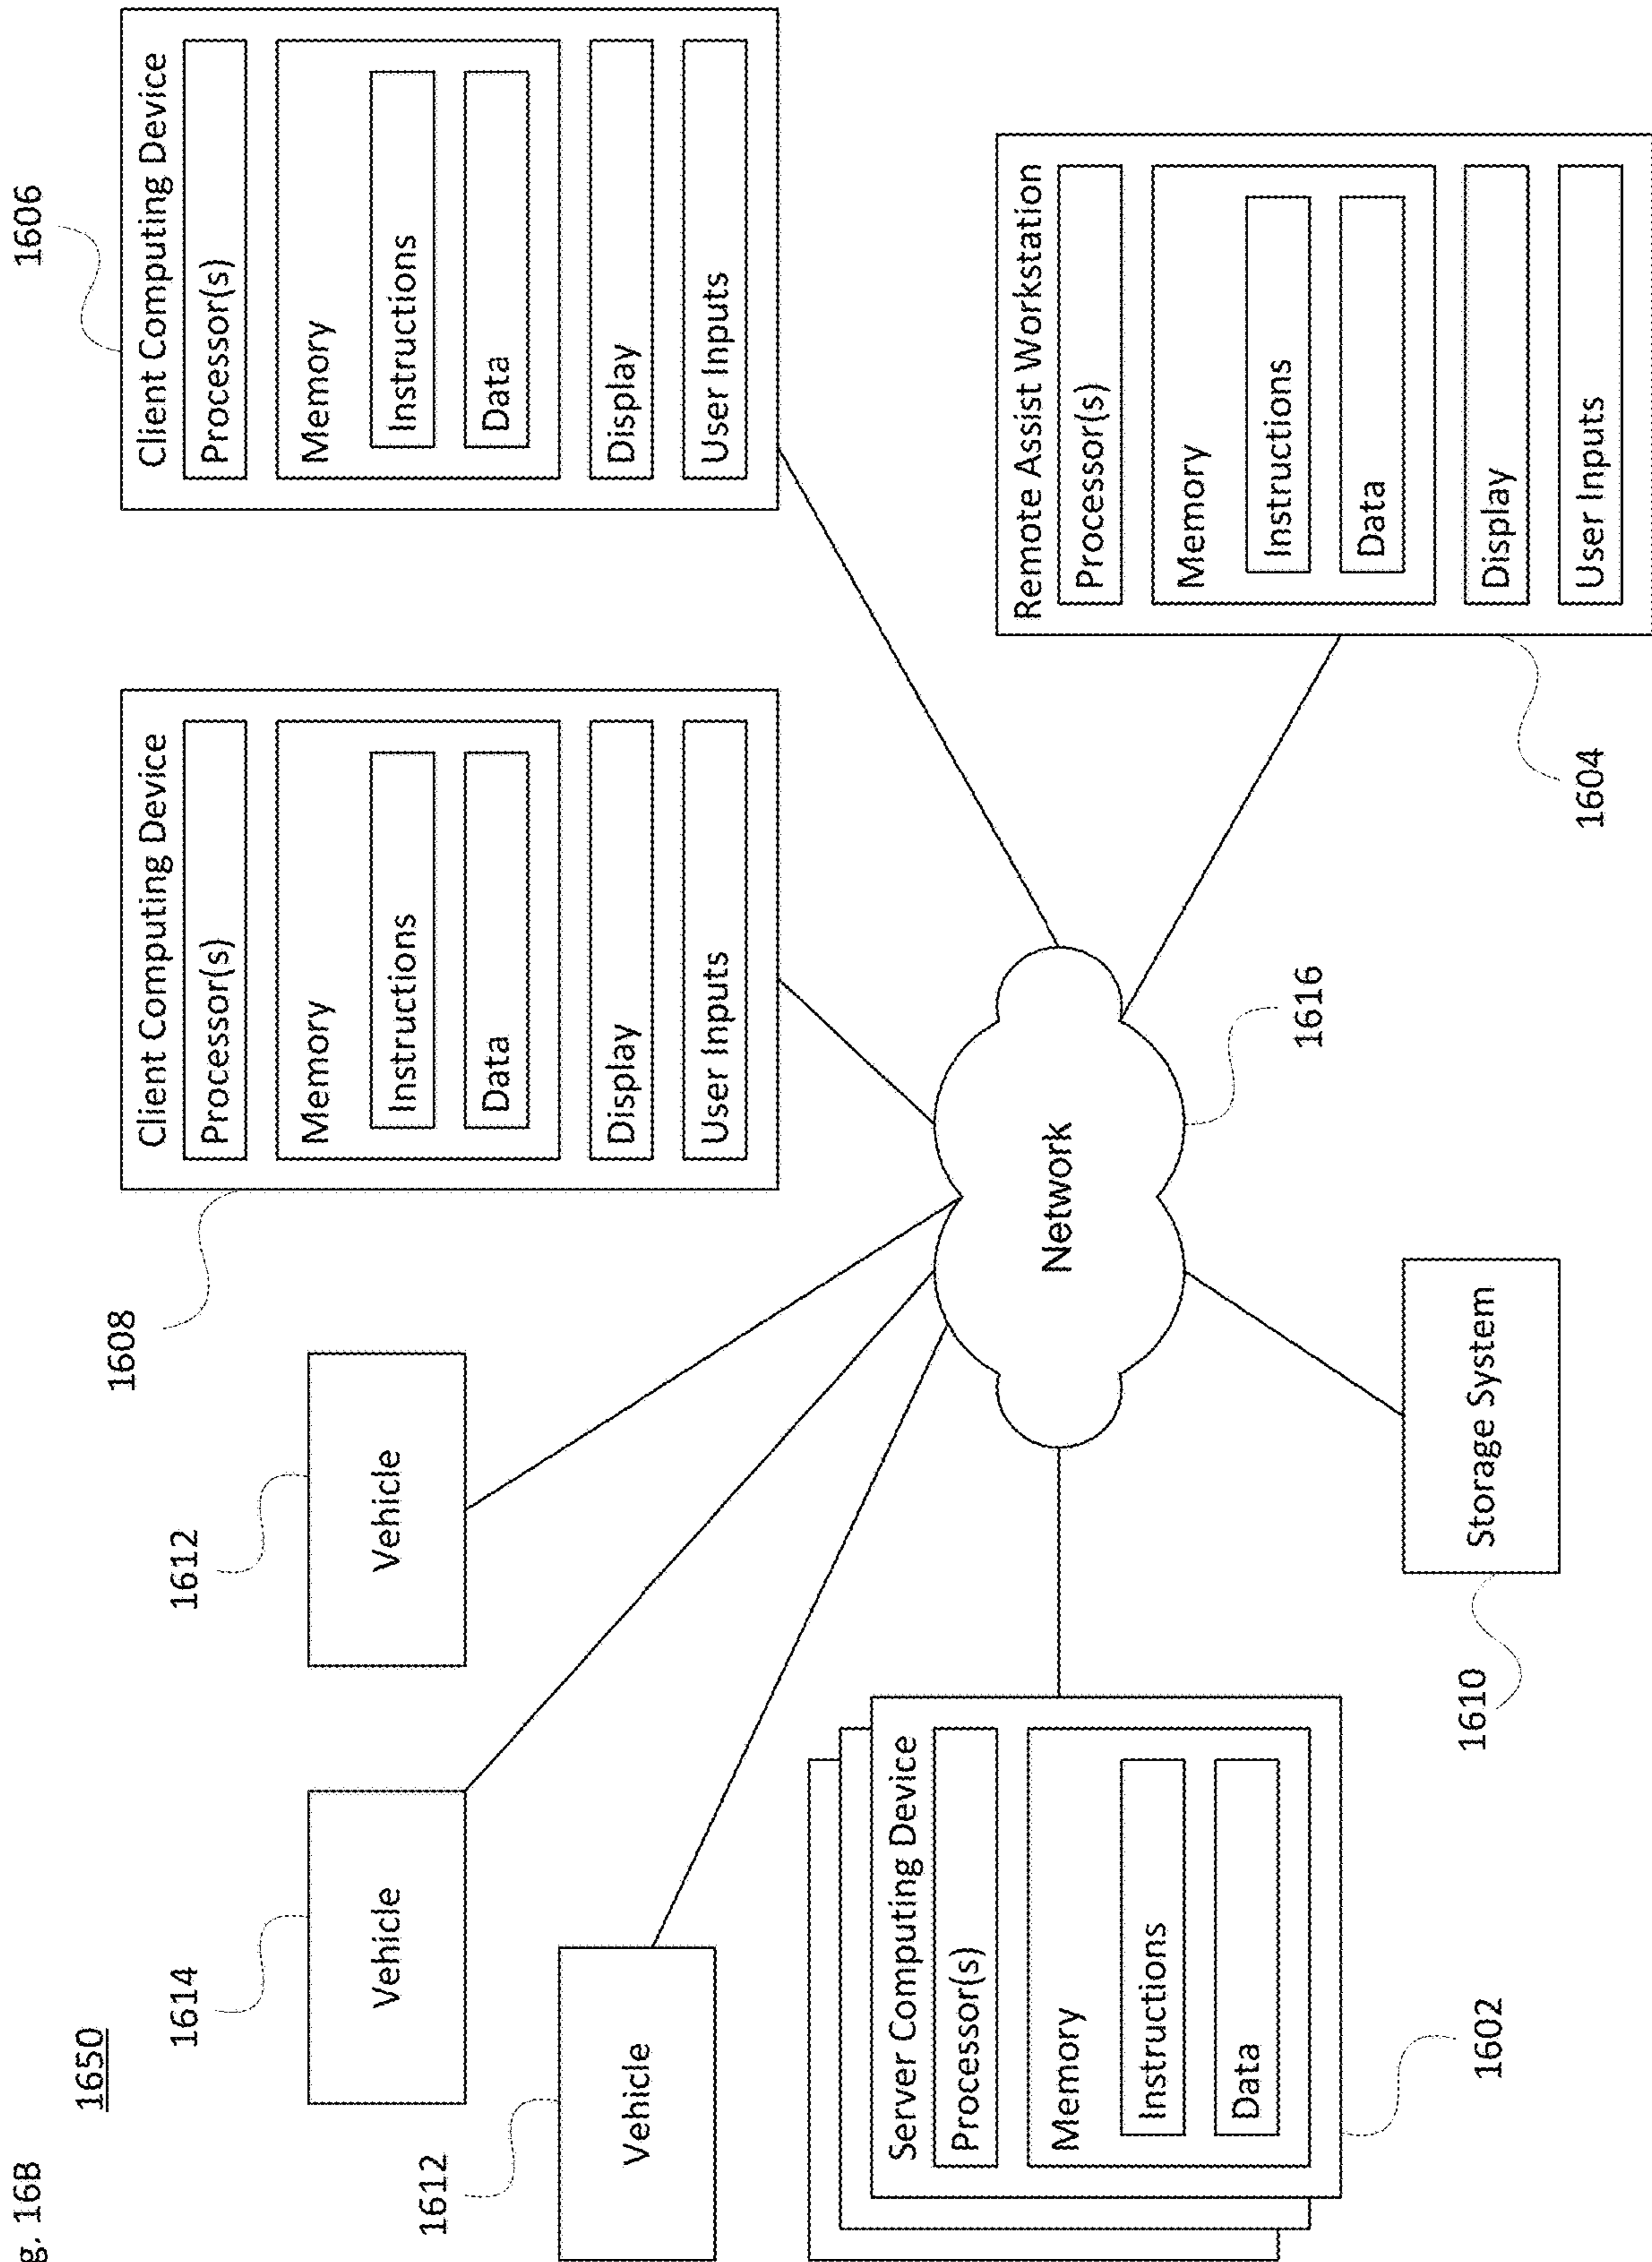 g. 16B
1650
1612
Vehicle
1614
Vehicle
1612
Vehicle
1608
Client Computing Device
Processor(s)
Memory
Instructions
Data
Display
User Inputs
1606
Client Computing Device
Processor(s)
Memory
Instructions
Data
Display
User Inputs
Server Computing Device
Processor(s)
Memory
Instructions
Data
1602
Network
1616
1610
Storage System
Remote Assist Workstation
Processor(s)
Memory
Instructions
Data
Display
User Inputs
1604